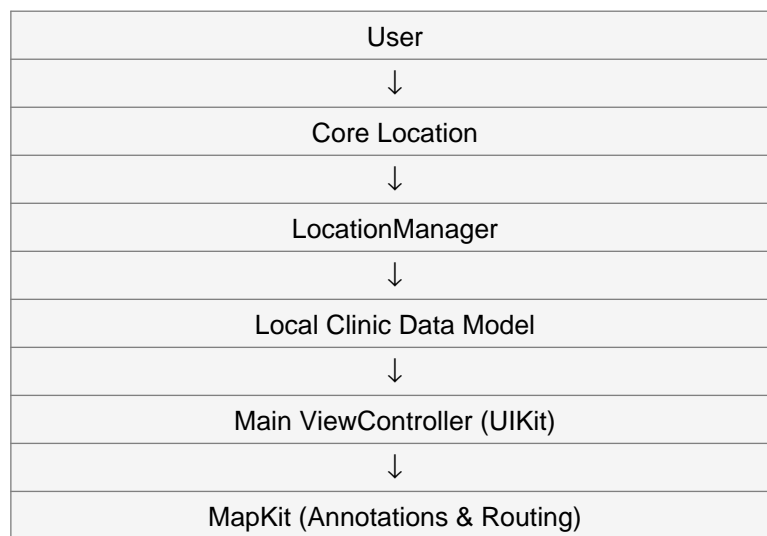 User
↓
Core Location
↓
LocationManager
↓
Local Clinic Data Model
↓
Main ViewController (UIKit)
↓
MapKit (Annotations & Routing)